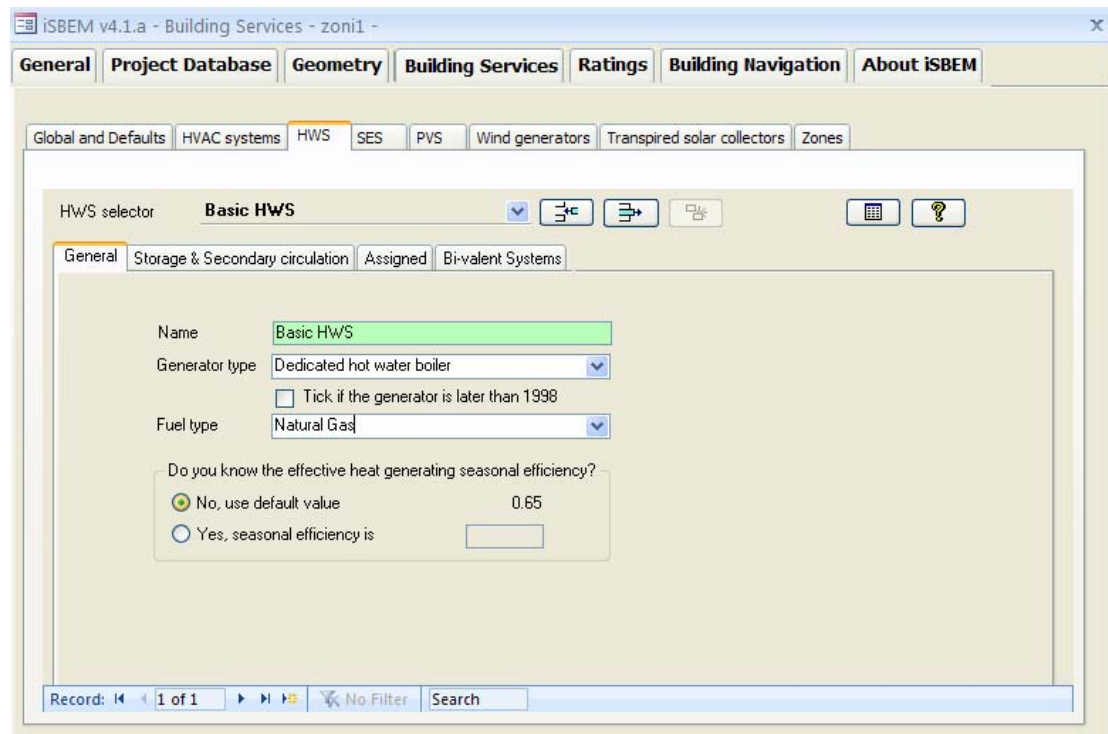 iSBEM v4.1.a - Building Services - zoni1 -
General Project Database Geometry Building Services Ratings Building Navigation About iSBEM
Global and Defaults HVAC systems HWS SES PVS Wind generators Transpired solar collectors Zones
HWS selector Basic HWS
General Storage & Secondary circulation Assigned Bi-valent Systems
Name Basic HWS
Generator type Dedicated hot water boiler
Tick if the generator is later than 1998
Fuel type Natural Gas
Do you know the effective heat generating seasonal efficiency?
No, use default value 0.65
Yes, seasonal efficiency is
Record: 1 of 1 No Filter Search